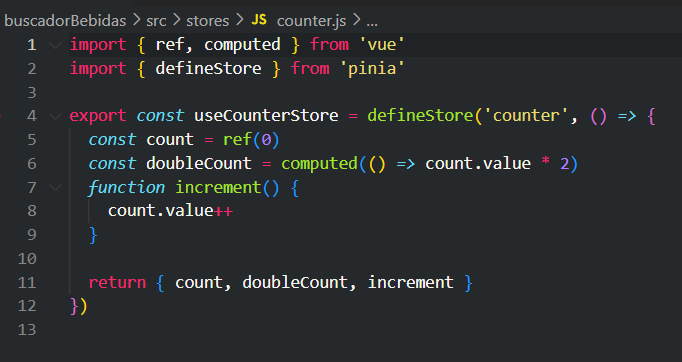 buscadorBebidas > src > stores > JS counter.js > ...
1 import { ref, computed } from 'vue'
2 import { defineStore } from 'pinia'
3
4 export const useCounterStore = defineStore('counter', () => {
5 const count = ref(0)
6 const doubleCount = computed(() => count.value * 2)
7 function increment() {
8 count.value++
9 }
10
11 return { count, doubleCount, increment }
12 })
13